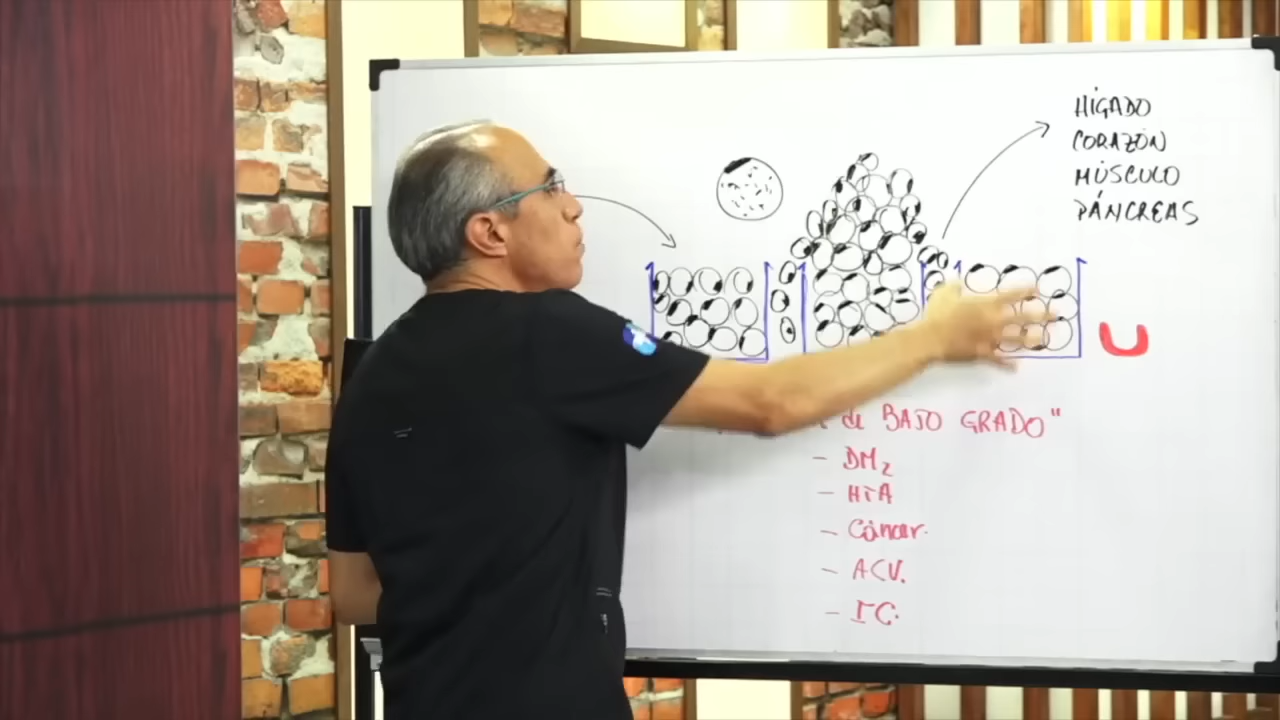 HÍGADO
CORAZÓN
MÚSCULO
PÁNCREAS
de BAJO GRADO"
- DM2
- HTA
- Cáncer.
- ACV.
- IC.